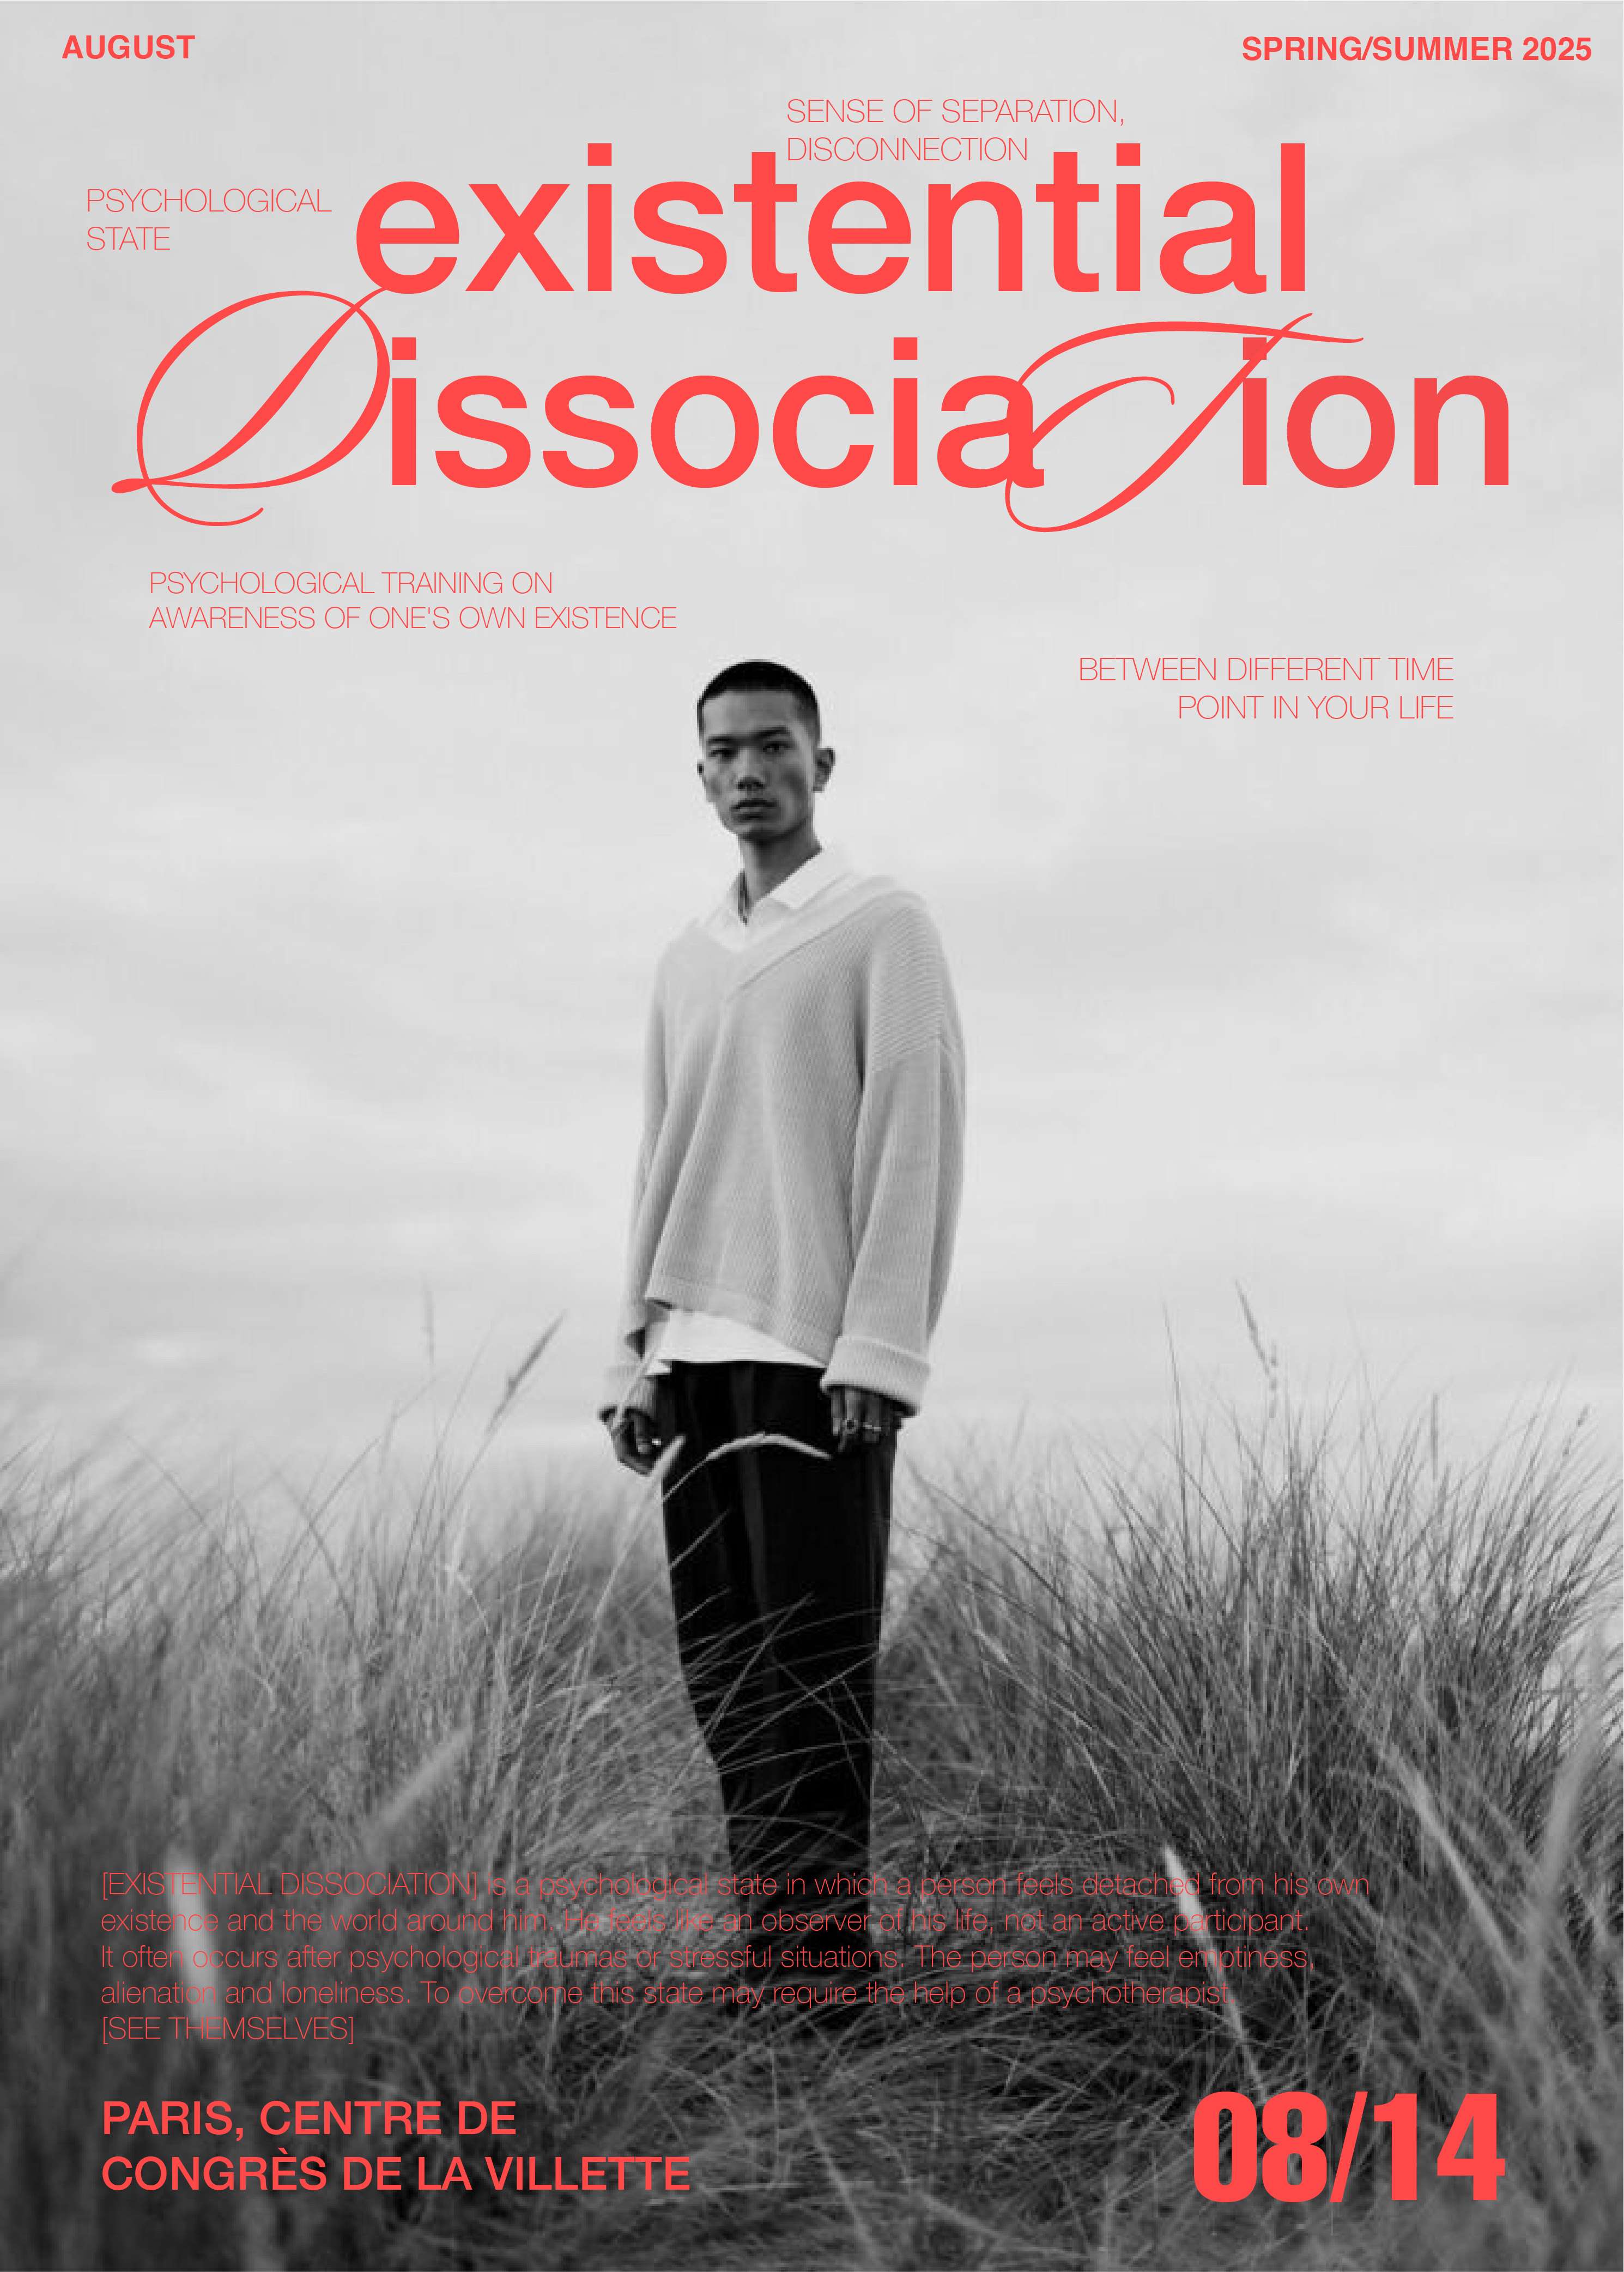 AUGUST
SPRING/SUMMER 2025
SENSE OF SEPARATION,
DISCONNECTION
PSYCHOLOGICAL
STATE
existential
DissociaTion
PSYCHOLOGICAL TRAINING ON
AWARENESS OF ONE'S OWN EXISTENCE
BETWEEN DIFFERENT TIME
POINT IN YOUR LIFE
[EXISTENTIAL DISSOCIATION] is a psychological state in which a person feels detached from his own
existence and the world around him. He feels like an observer of his life, not an active participant.
It often occurs after psychological traumas or stressful situations. The person may feel emptiness,
alienation and loneliness. To overcome this state may require the help of a psychotherapist.
[SEE THEMSELVES]
PARIS, CENTRE DE
CONGRÈS DE LA VILLETTE
08/14